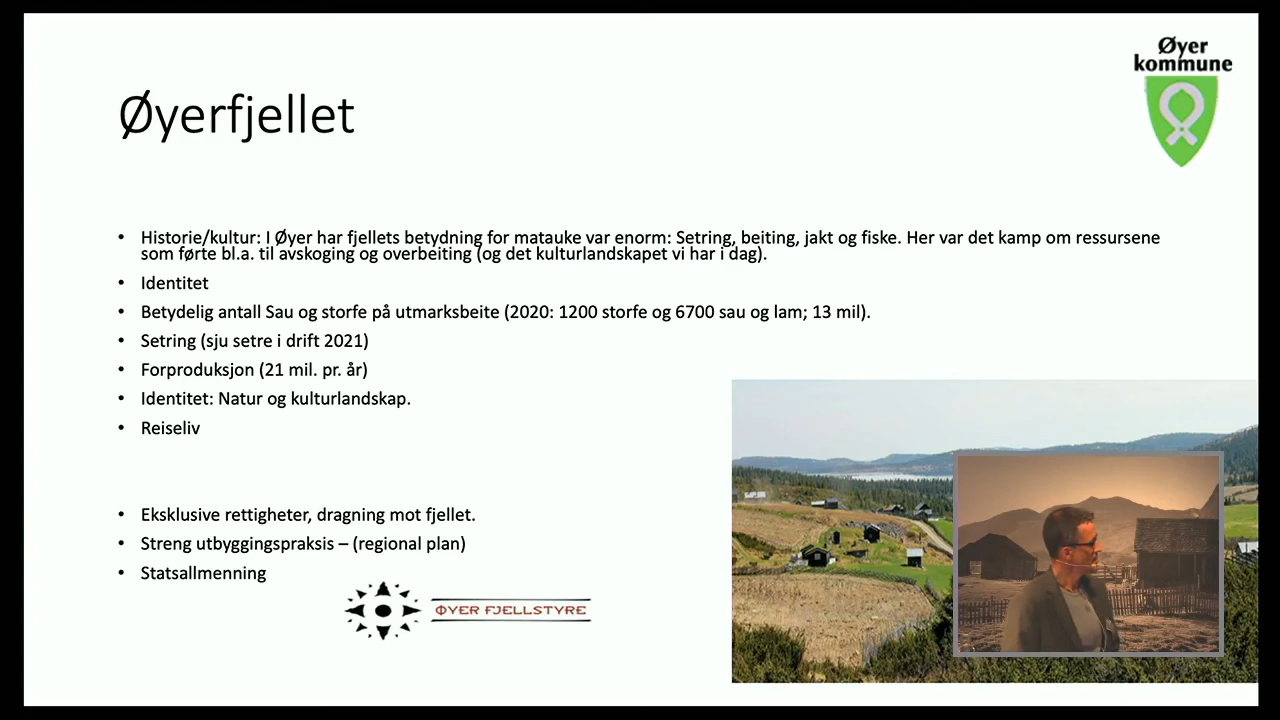 Øyer
kommune
Øyerfjellet
• Historie/kultur: I Øyer har fjellets betydning for matauke var enorm: Setring, beiting, jakt og fiske. Her var det kamp om ressursene
som førte bl.a. til avskoging og overbeiting (og det kulturlandskapet vi har i dag).
• Identitet
• Betydelig antall Sau og storfe på utmarksbeite (2020: 1200 storfe og 6700 sau og lam; 13 mil).
• Setring (sju setre i drift 2021)
• Forproduksjon (21 mil. pr. år)
• Identitet: Natur og kulturlandskap.
• Reiseliv
• Eksklusive rettigheter, dragning mot fjellet.
• Streng utbyggingspraksis – (regional plan)
• Statsallmenning
ØYER FJELLSTYRE